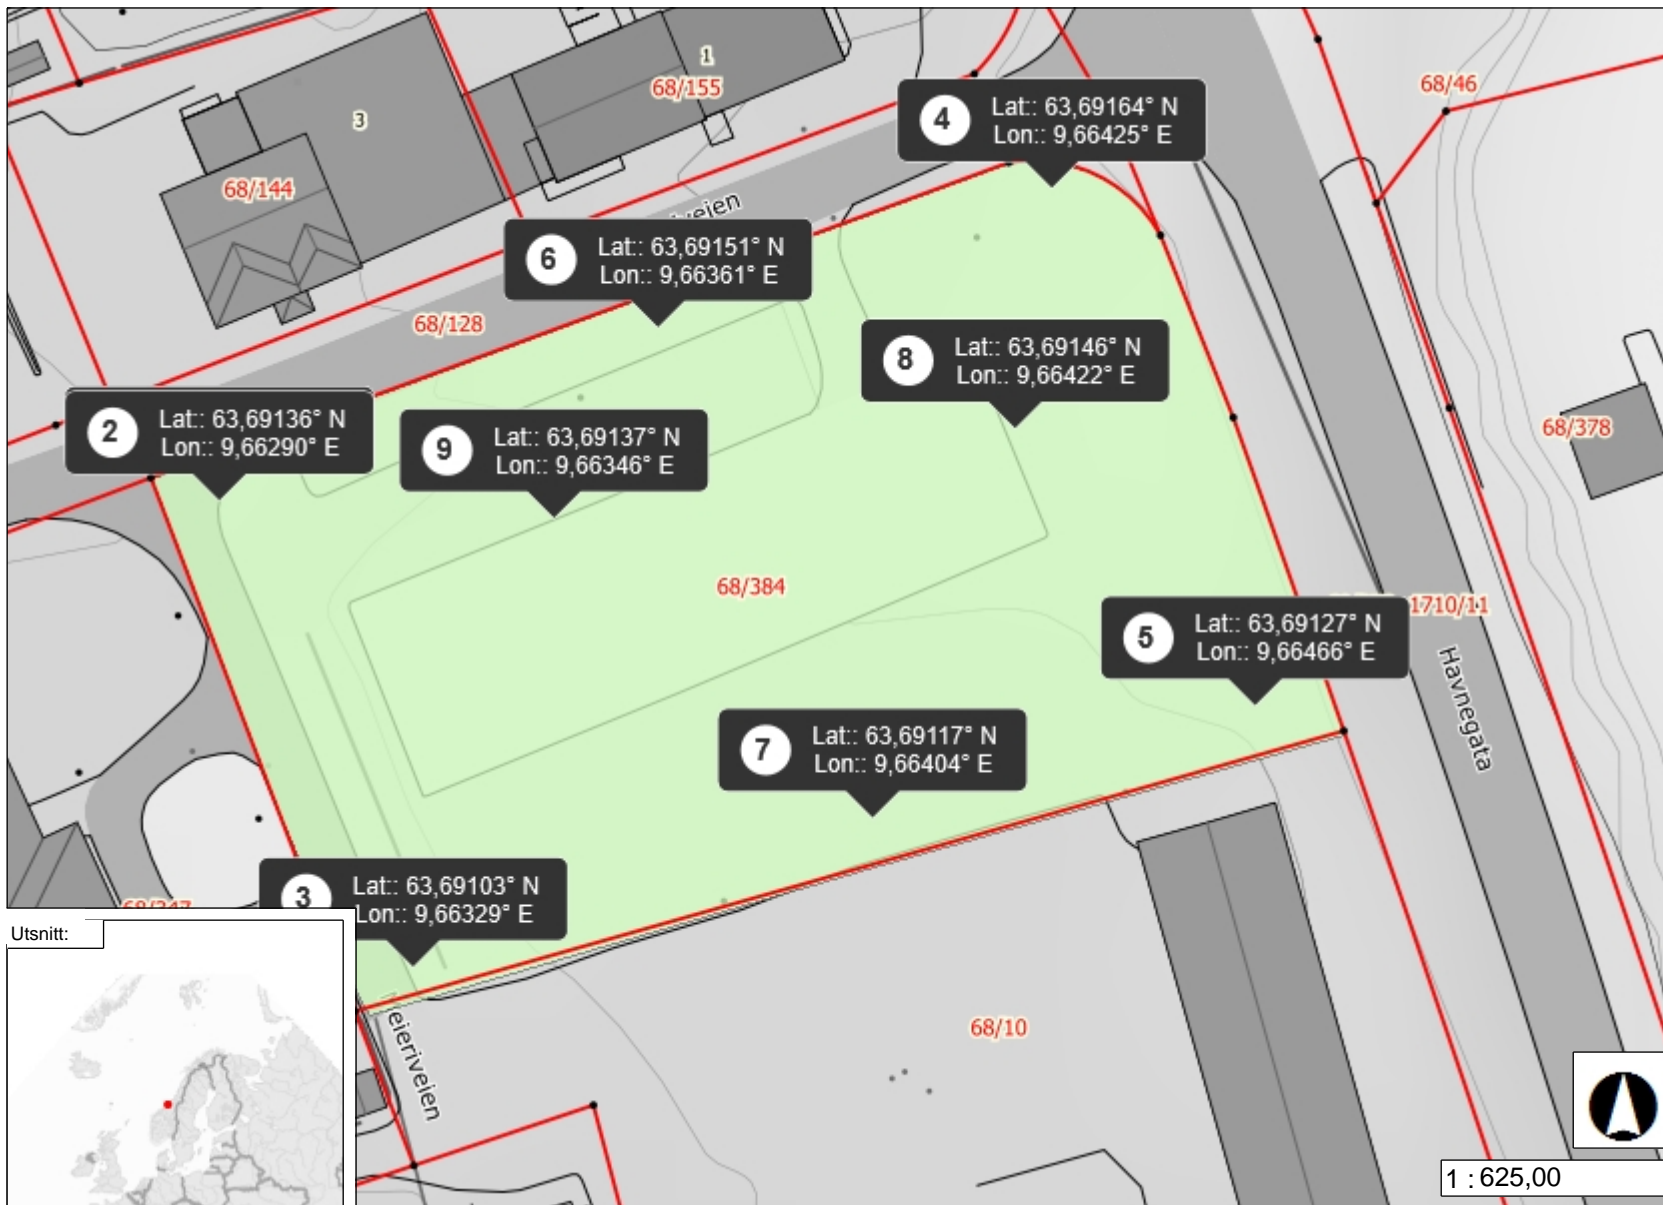 1
68/155
68/46
3
68/144
4
Lat:: 63,69164° N
Lon:: 9,66425° E
6
Lat:: 63,69151° N
Lon:: 9,66361° E
68/128
8
Lat:: 63,69146° N
Lon:: 9,66422° E
2
Lat:: 63,69136° N
Lon:: 9,66290° E
9
Lat:: 63,69137° N
Lon:: 9,66346° E
68/378
68/384
1710/11
5
Lat:: 63,69127° N
Lon:: 9,66466° E
Havnegata
7
Lat:: 63,69117° N
Lon:: 9,66404° E
3
Lat:: 63,69103° N
Lon:: 9,66329° E
Utsnitt:
eieriveien
68/10
1 : 625,00